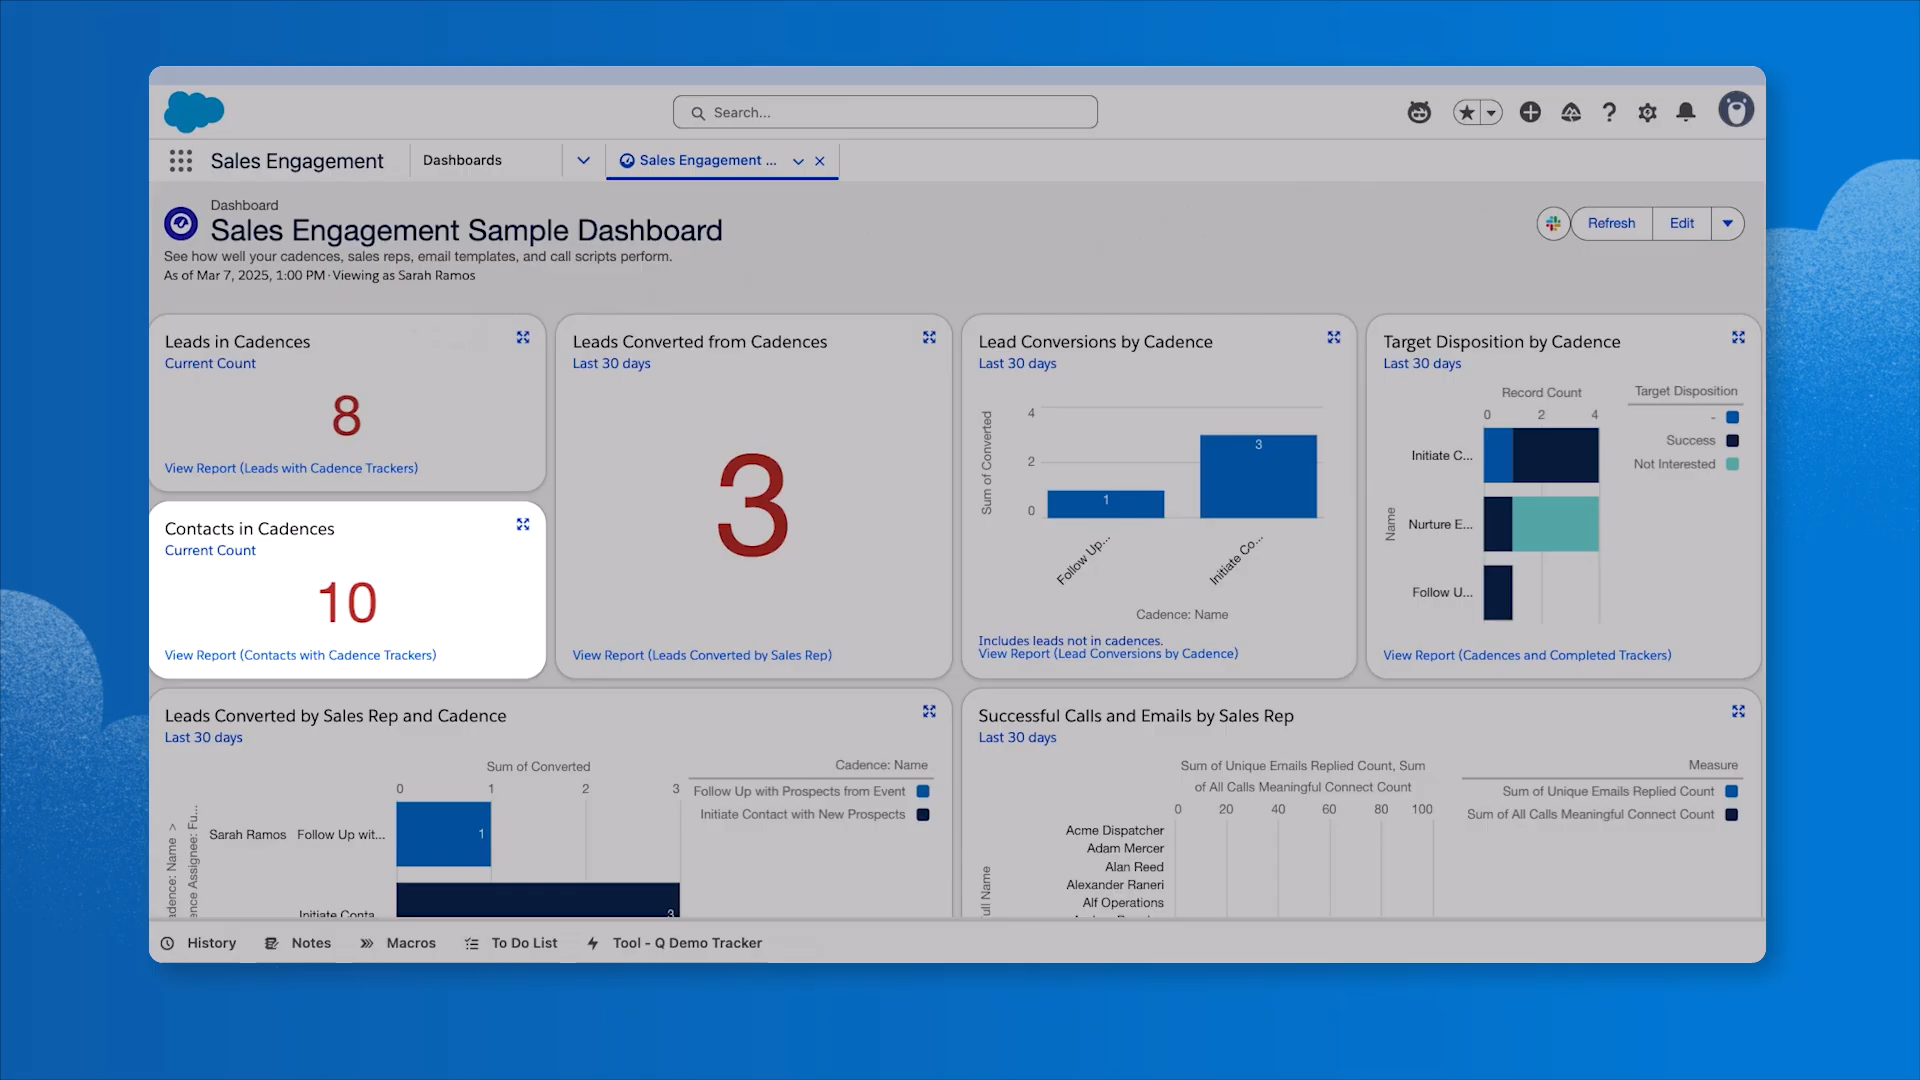 Search...
Sales Engagement
Dashboards
Sales Engagement ...
Dashboard
Sales Engagement Sample Dashboard
See how well your cadences, sales reps, email templates, and call scripts perform.
As of Mar 7, 2025, 1:00 PM·Viewing as Sarah Ramos
Refresh
Edit
Leads in Cadences
Current Count
8
View Report (Leads with Cadence Trackers)
Contacts in Cadences
Current Count
10
View Report (Contacts with Cadence Trackers)
Leads Converted from Cadences
Last 30 days
3
View Report (Leads Converted by Sales Rep)
Lead Conversions by Cadence
Last 30 days
Sum of Converted
4
2
0
1
3
Follow Up...
Initiate Co...
Cadence: Name
Includes leads not in cadences.
View Report (Lead Conversions by Cadence)
Target Disposition by Cadence
Last 30 days
Record Count
0 2 4
Name
Initiate C...
Nurture E...
Follow U...
Target Disposition
-
Success
Not Interested
View Report (Cadences and Completed Trackers)
Leads Converted by Sales Rep and Cadence
Last 30 days
Sum of Converted
0 1 2 3
Sarah Ramos Follow Up wit...
1
Initiate Conta
3
Cadence: Name
Follow Up with Prospects from Event
Initiate Contact with New Prospects
Successful Calls and Emails by Sales Rep
Last 30 days
Sum of Unique Emails Replied Count, Sum
of All Calls Meaningful Connect Count
0 20 40 60 80 100
Acme Dispatcher
Adam Mercer
Alan Reed
Alexander Raneri
Alf Operations
Measure
Sum of Unique Emails Replied Count
Sum of All Calls Meaningful Connect Count
History
Notes
Macros
To Do List
Tool - Q Demo Tracker